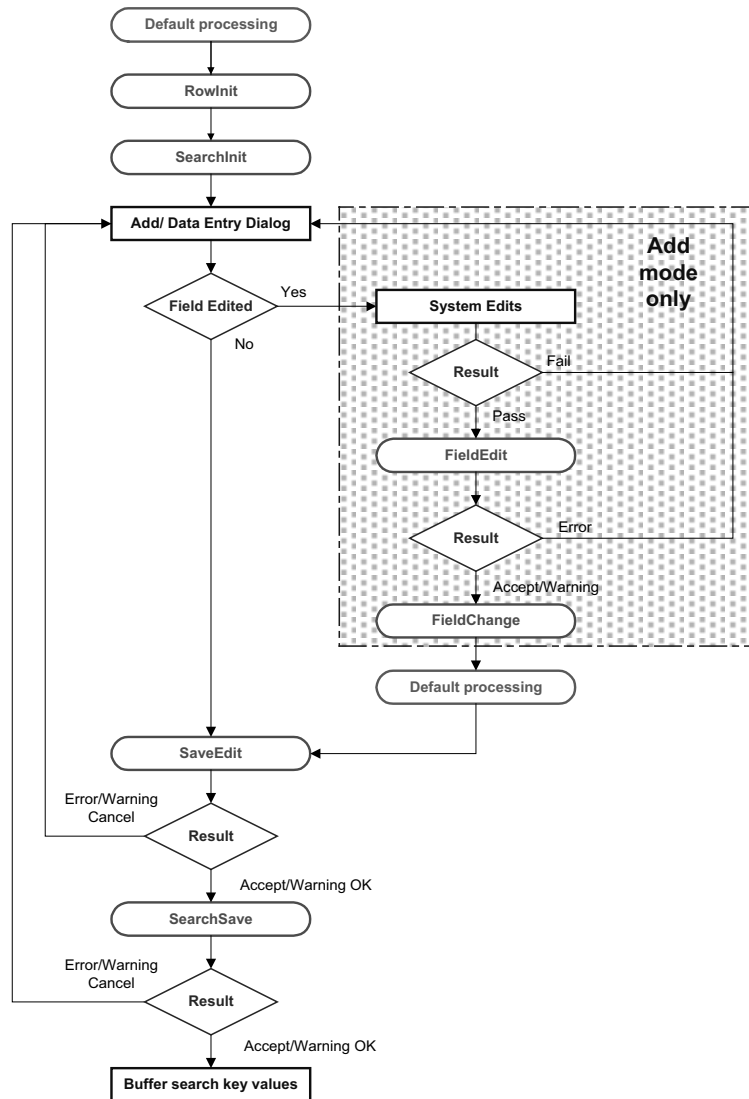 Default processing
RowInit
SearchInit
Add/ Data Entry Dialog
Add
mode
only
Field Edited
Yes
No
System Edits
Result
Fail
Pass
FieldEdit
Result
Error
Accept/Warning
FieldChange
Default processing
SaveEdit
Error/Warning
Cancel
Result
Accept/Warning OK
SearchSave
Error/Warning
Cancel
Result
Accept/Warning OK
Buffer search key values